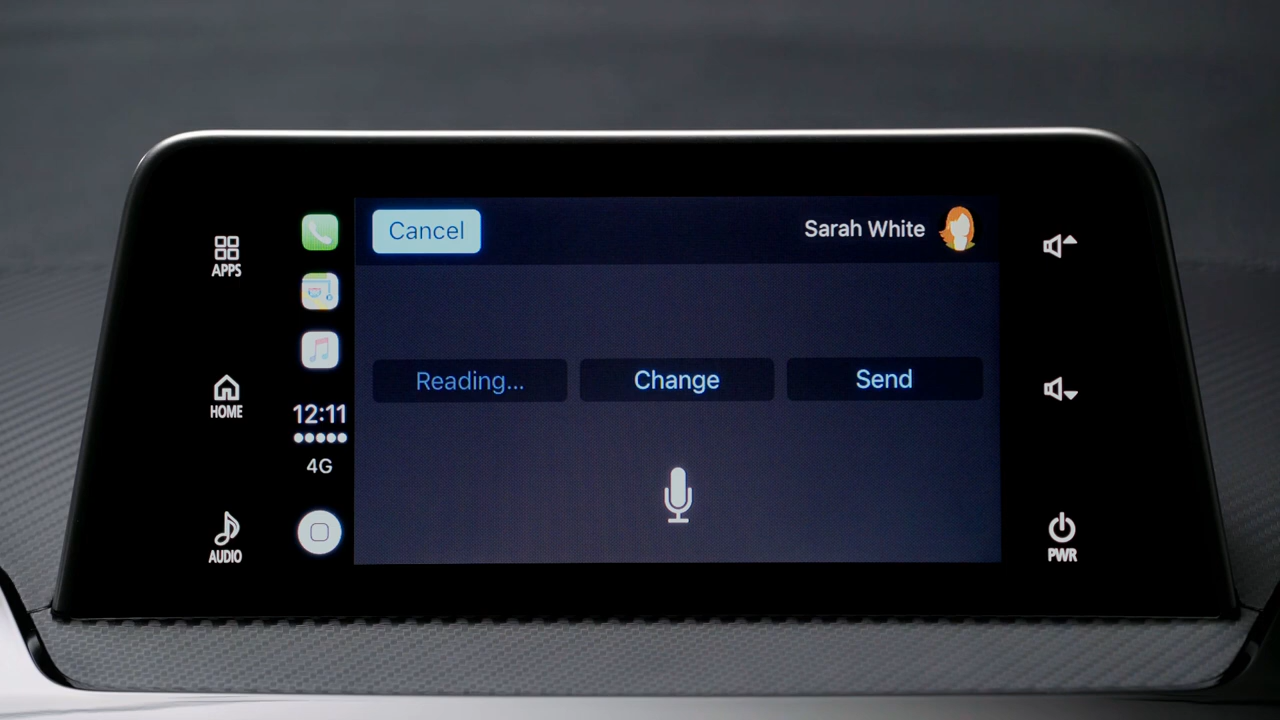 APPS
HOME
AUDIO
12:11
4G
Cancel
Sarah White
Reading...
Change
Send
PWR